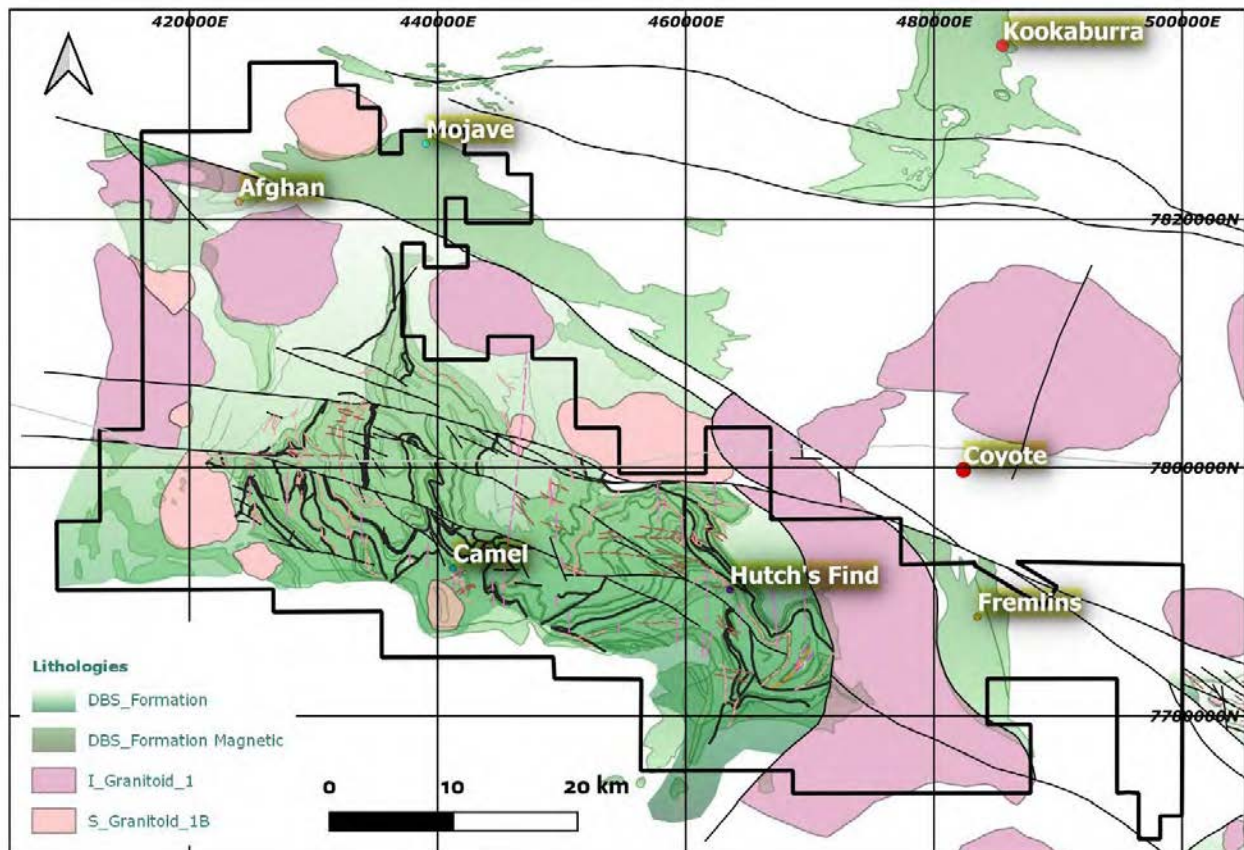 420000E
440000E
460000E
480000E
500000E
Kookaburra
Mojave
Afghan
7820000N
Coyote
7800000N
Camel
Hutch's Find
Fremlins
Lithologies
DBS_Formation
7780000N
DBS_Formation Magnetic
I_Granitoid_1
0 10 20 km
S_Granitoid_1B